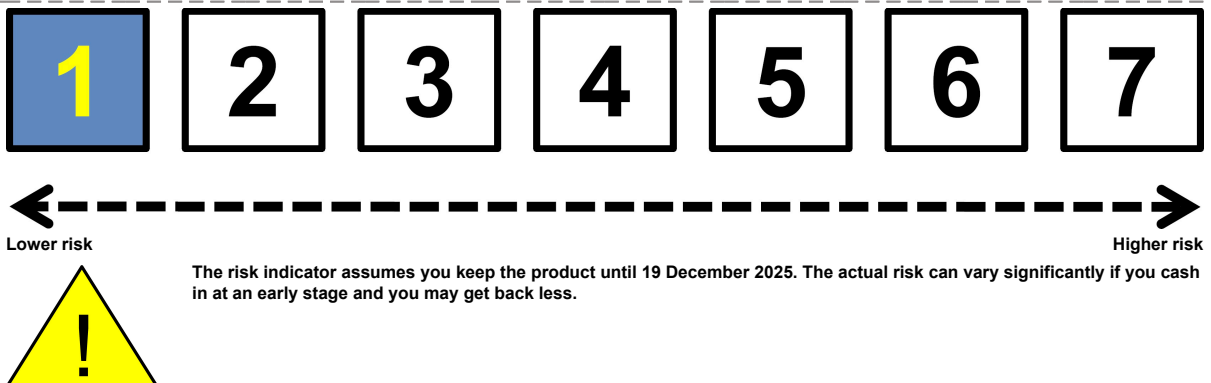 1 2 3 4 5 6 7
Lower risk Higher risk
The risk indicator assumes you keep the product until 19 December 2025. The actual risk can vary significantly if you cash
in at an early stage and you may get back less.
!